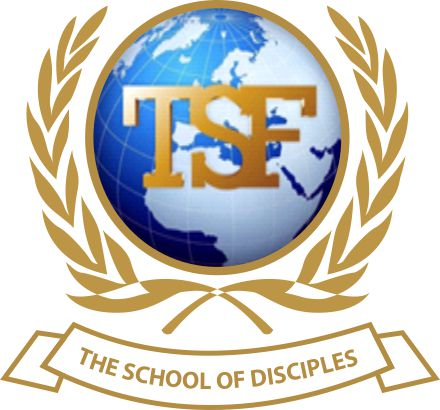 TSF
THE SCHOOL OF DISCIPLES